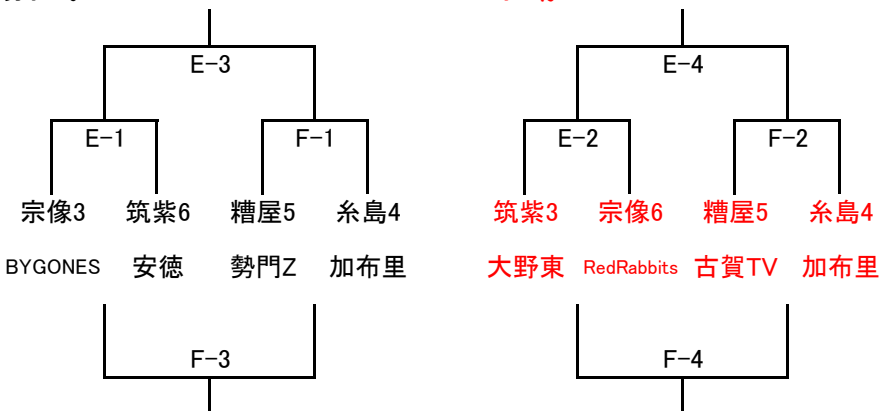 E-3 E-4
E-1 F-1 E-2 F-2
宗像3 筑紫6 糟屋5 糸島4 筑紫3 宗像6 糟屋5 糸島4
BYGONES 安徳 勢門Z 加布里 大野東 RedRabbits 古賀TV 加布里
F-3 F-4